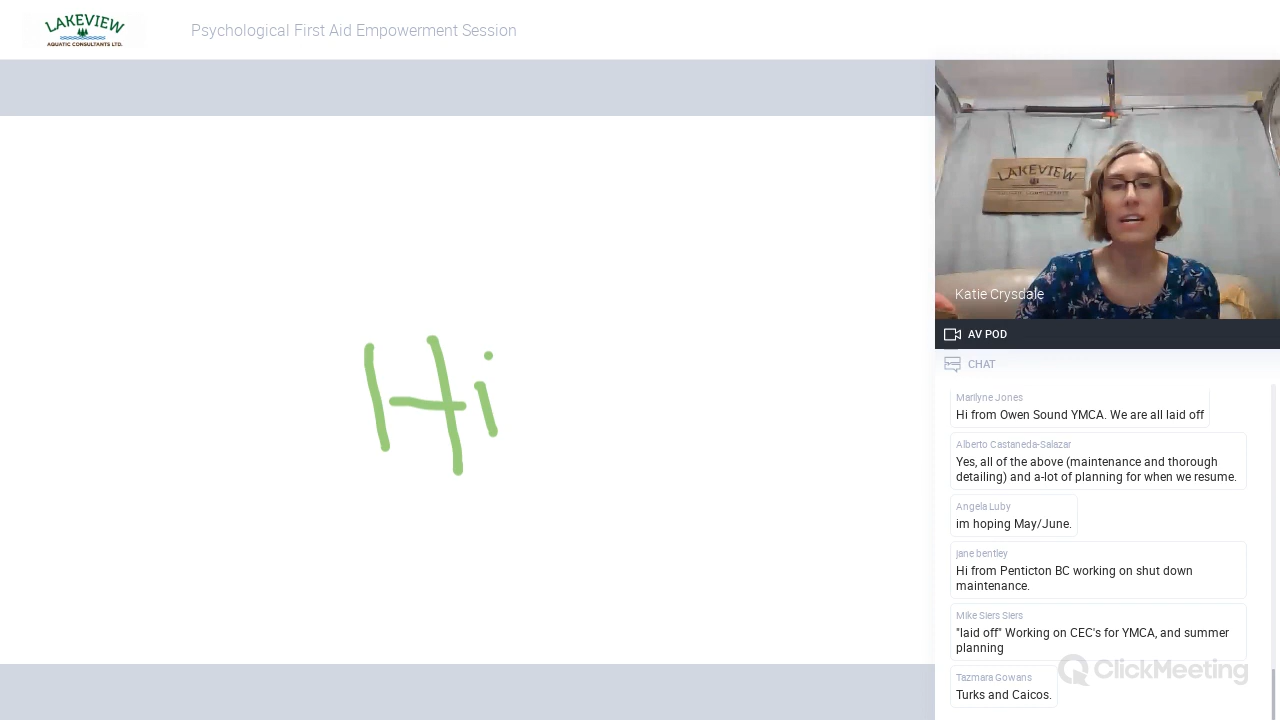 LAKEVIEW
AQUATIC CONSULTANTS LTD.
Psychological First Aid Empowerment Session
Hi
LAKEVIEW
Katie Crysdale
AV POD
CHAT
Marilyne Jones
Hi from Owen Sound YMCA. We are all laid off
Alberto Castaneda-Salazar
Yes, all of the above (maintenance and thorough
detailing) and a-lot of planning for when we resume.
Angela Luby
im hoping May/June.
jane bentley
Hi from Penticton BC working on shut down
maintenance.
Mike Siers Siers
"laid off" Working on CEC's for YMCA, and summer
planning
Tazmara Gowans
Turks and Caicos.
ClickMeeting